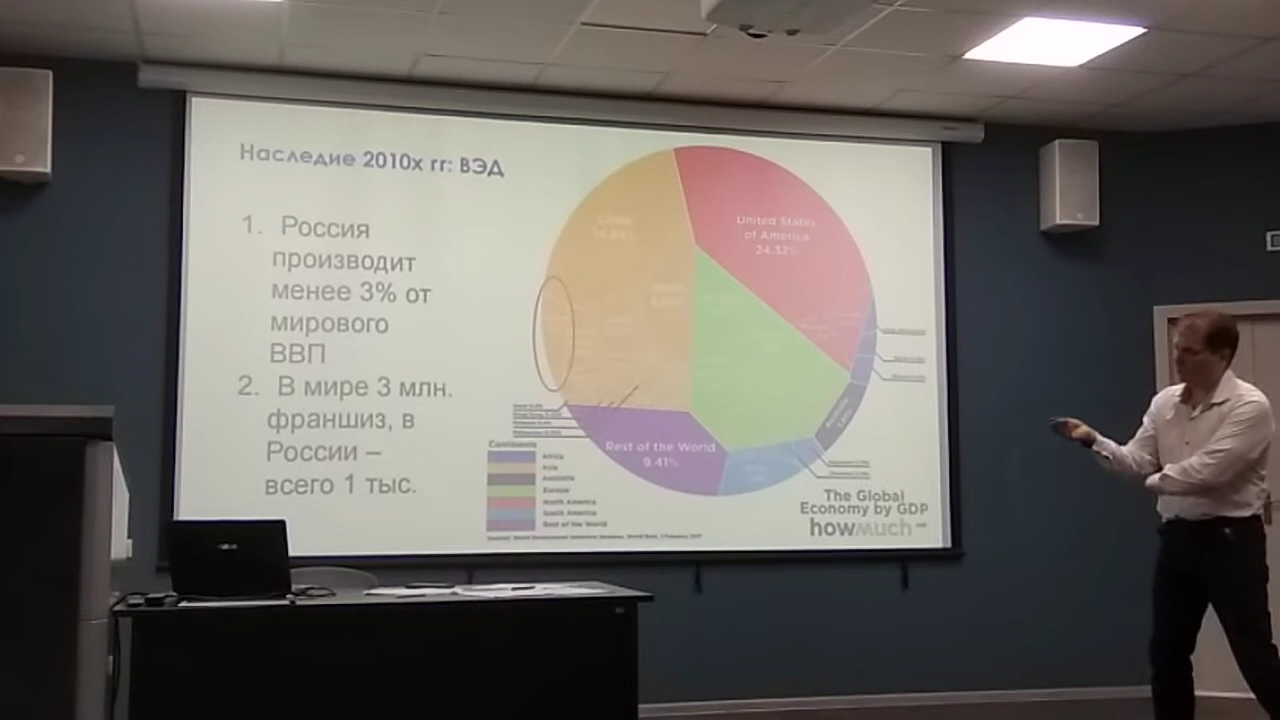 Наследие 2010х гг: ВЭД
1. Россия
производит
менее 3% от
мирового
ВВП
2. В мире 3 млн.
франшиз, в
России –
всего 1 тыс.
United States
of America
24.32%
Rest of the World
9.41%
Continents
Africa
Asia
Australia
Europe
North America
South America
Rest of the World
The Global
Economy by GDP
howmuch